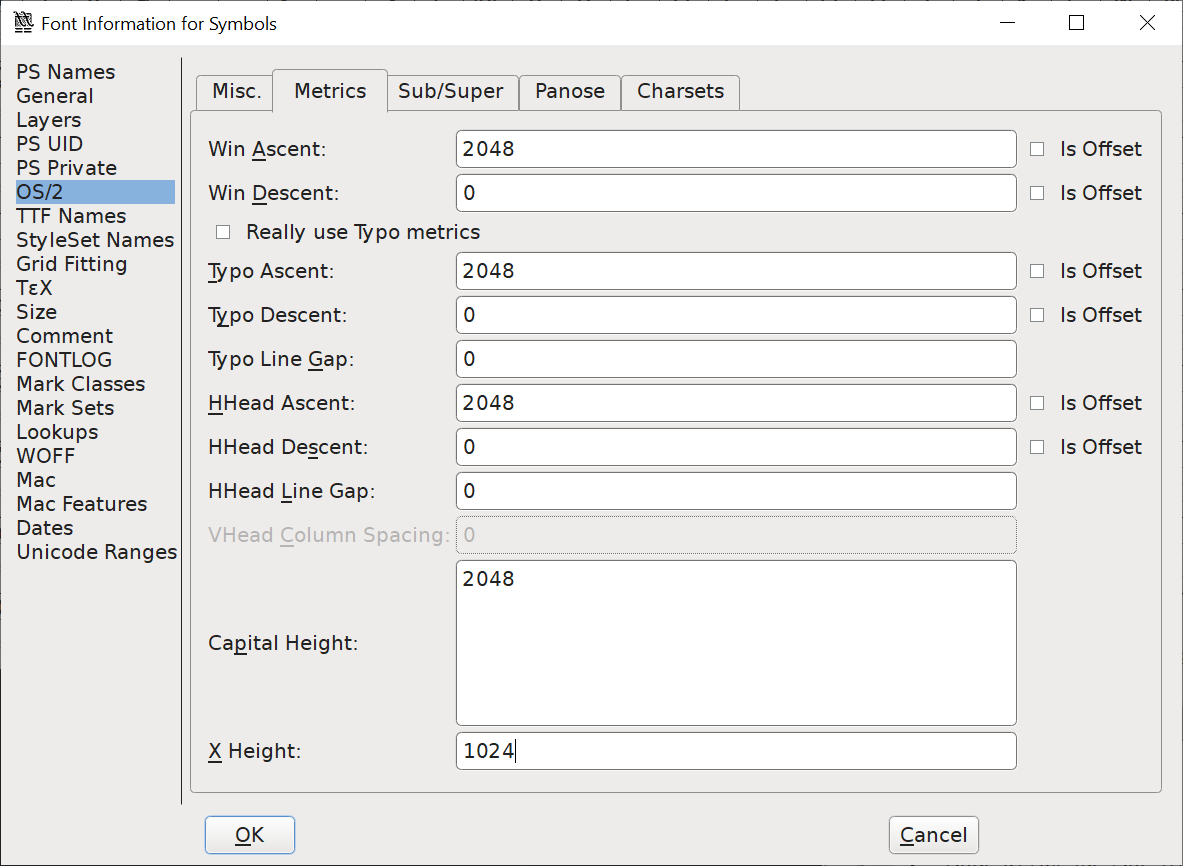 Font Information for Symbols
PS Names
General
Layers
PS UID
PS Private
OS/2
TTF Names
StyleSet Names
Grid Fitting
TεX
Size
Comment
FONTLOG
Mark Classes
Mark Sets
Lookups
WOFF
Mac
Mac Features
Dates
Unicode Ranges
Misc. Metrics Sub/Super Panose Charsets
Win Ascent: 2048 Is Offset
Win Descent: 0 Is Offset
Really use Typo metrics
Typo Ascent: 2048 Is Offset
Typo Descent: 0 Is Offset
Typo Line Gap: 0
HHead Ascent: 2048 Is Offset
HHead Descent: 0 Is Offset
HHead Line Gap: 0
VHead Column Spacing: 0
Capital Height: 2048
X Height: 1024
OK Cancel